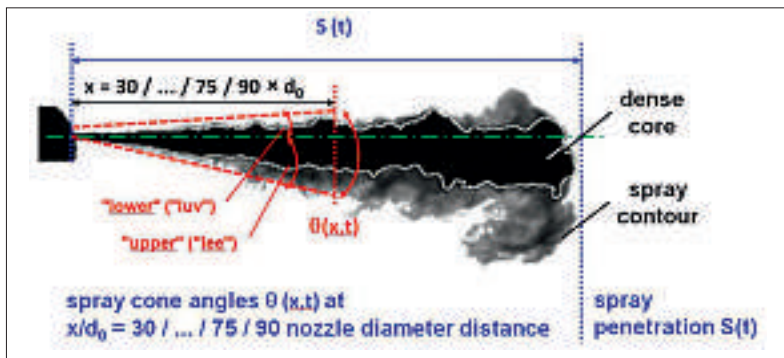 S(t)
x = 30 / ... / 75 / 90 × d₀
dense
core
"lower" ("luv")
"upper" ("lee")
θ(x,t)
spray
contour
spray cone angles θ (x,t) at
x/d₀ = 30 / ... / 75 / 90 nozzle diameter distance
spray
penetration S(t)